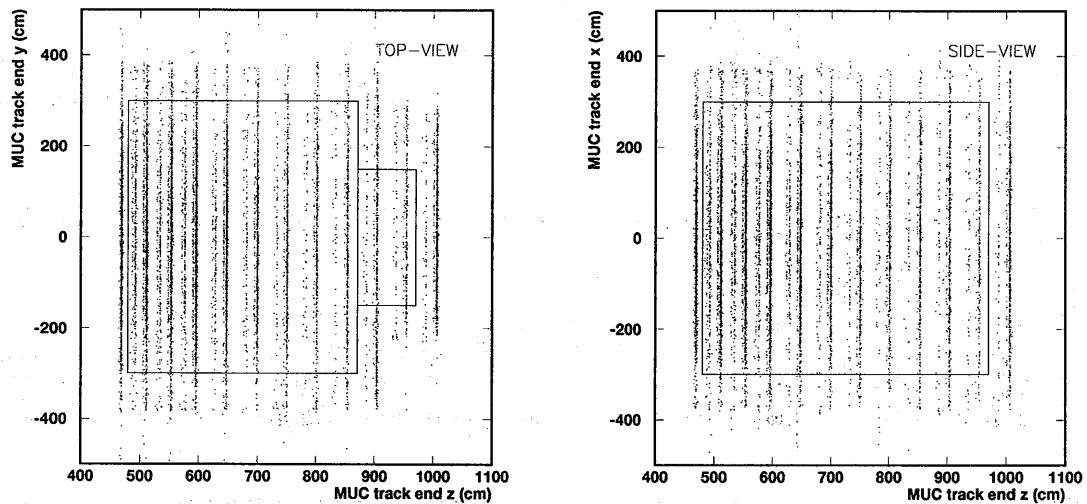 MUC track end y (cm)
400
200
0
-200
-400
TOP-VIEW
400 500 600 700 800 900 1000 1100
MUC track end z (cm)
MUC track end x (cm)
400
200
0
-200
-400
SIDE-VIEW
400 500 600 700 800 900 1000 1100
MUC track end z (cm)